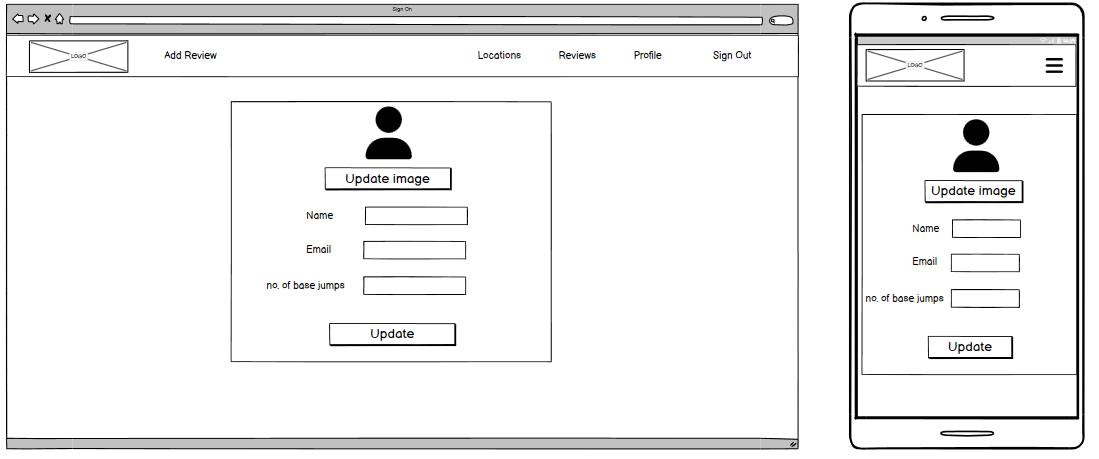 Sign On
LOGO Add Review Locations Reviews Profile Sign Out
Update image
Name
Email
no. of base jumps
Update
LOGO
Update image
Name
Email
no. of base jumps
Update